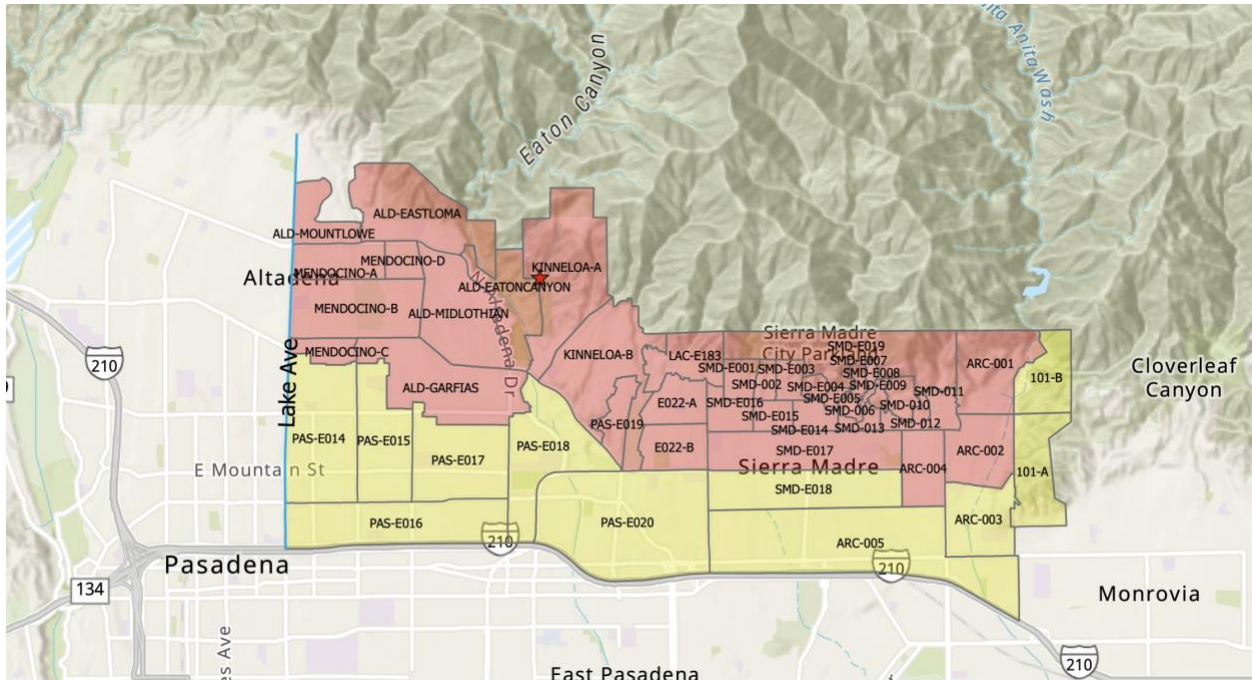 Santa Anita Wash
Eaton Canyon
ALD-EASTLOMA
ALD-MOUNTLOWE
MENDOCINO-D
KINNELOA-A
Altadena
MENDOCINO-A
ALD-EATONCANYON
N Altadena Dr
MENDOCINO-B
ALD-MIDLOTHIAN
Lake Ave
MENDOCINO-C
KINNELOA-B
ALD-GARFIAS
Sierra Madre
City Parkland
SMD-E019
LAC-E183
SMD-E007
SMD-E001
SMD-E003
SMD-E008
ARC-001
101-B
Cloverleaf
Canyon
SMD-002
SMD-E004
SMD-E009
SMD-011
SMD-E005
E022-A
SMD-E016
SMD-E015
SMD-006
SMD-010
SMD-012
PAS-E019
SMD-E014
SMD-013
PAS-E014
PAS-E015
PAS-E017
PAS-E018
E022-B
SMD-E017
ARC-002
Sierra Madre
ARC-004
101-A
E Mountain St
SMD-E018
PAS-E016
PAS-E020
ARC-003
ARC-005
210
210
210
210
134
Pasadena
Monrovia
East Pasadena